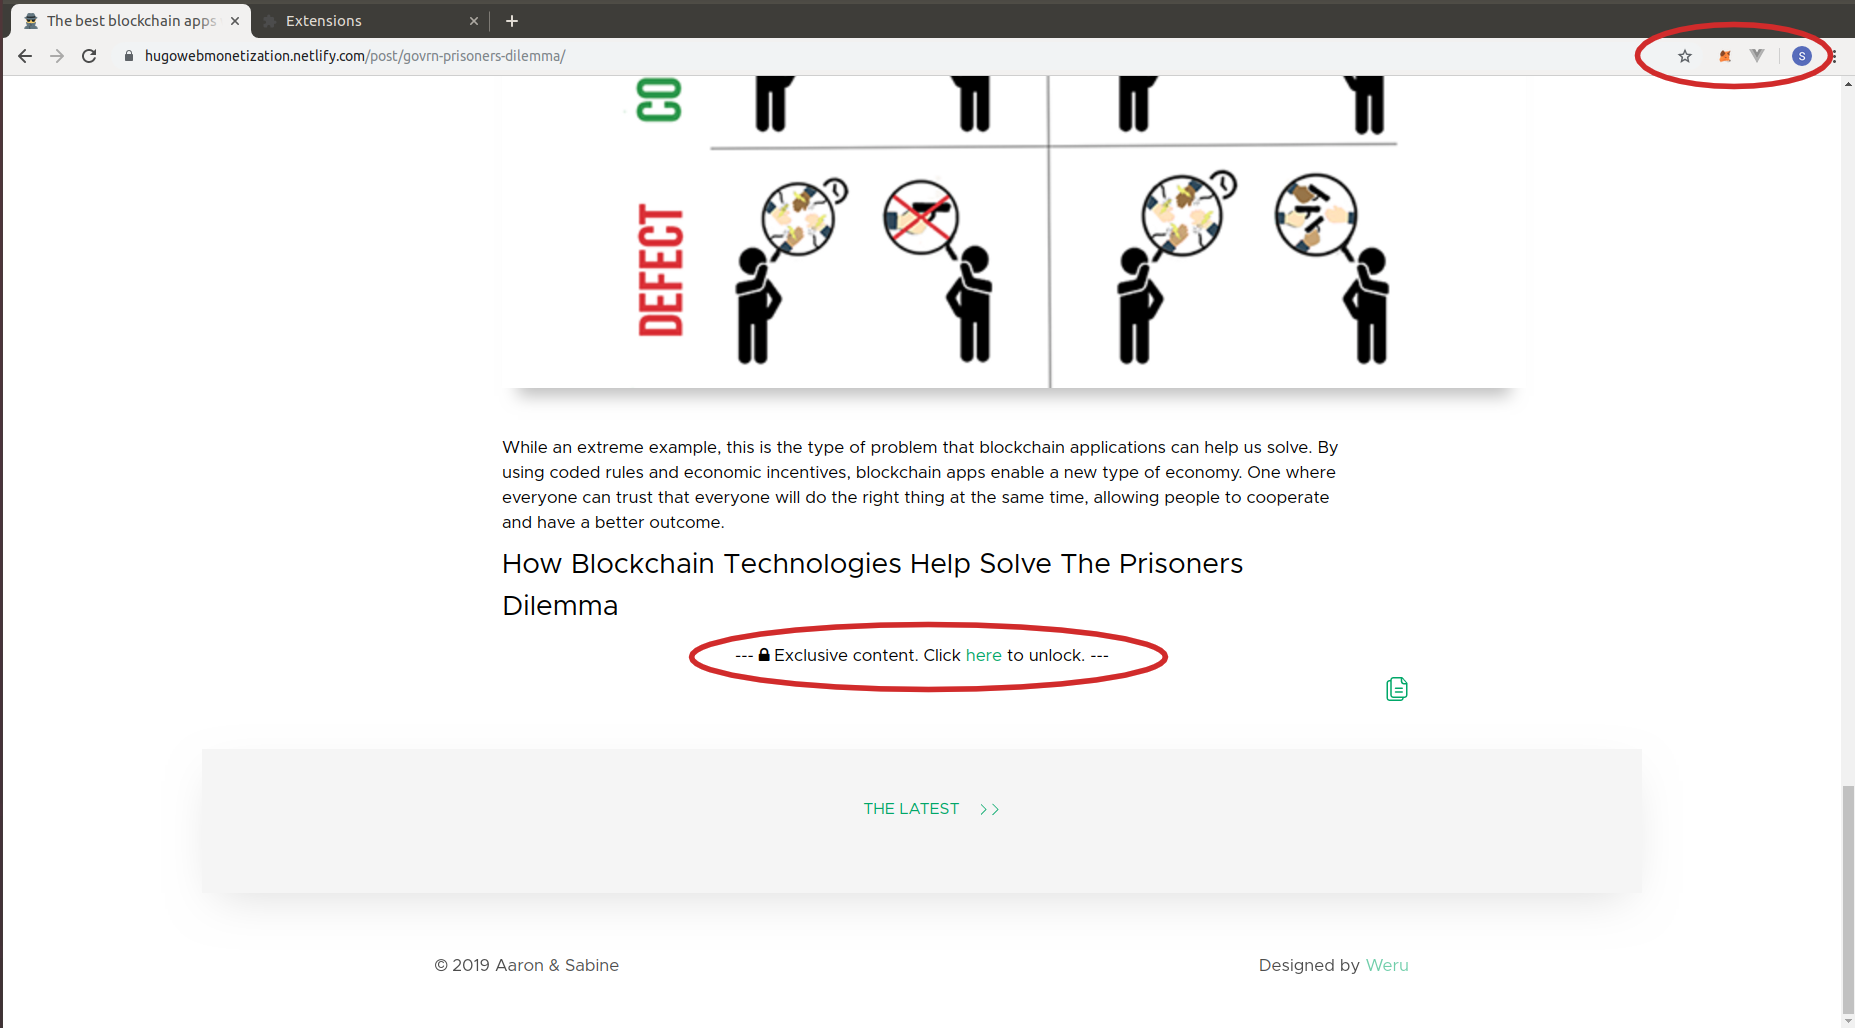 The best blockchain apps
Extensions
hugowebmonetization.netlify.com/post/govrn-prisoners-dilemma/
S
CO
DEFECT
While an extreme example, this is the type of problem that blockchain applications can help us solve. By
using coded rules and economic incentives, blockchain apps enable a new type of economy. One where
everyone can trust that everyone will do the right thing at the same time, allowing people to cooperate
and have a better outcome.
How Blockchain Technologies Help Solve The Prisoners
Dilemma
--- Exclusive content. Click here to unlock. ---
THE LATEST >>
© 2019 Aaron & Sabine
Designed by Weru